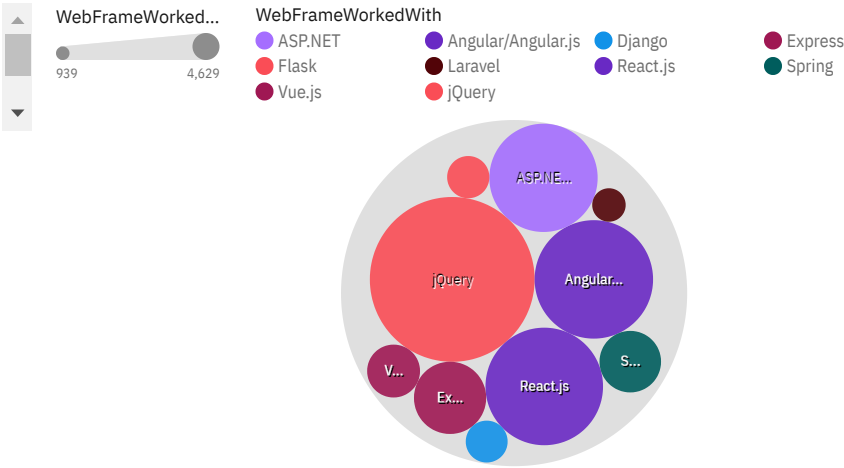 WebFrameWorked...
939
4,629
WebFrameWorkedWith
ASP.NET
Angular/Angular.js
Django
Express
Flask
Laravel
React.js
Spring
Vue.js
jQuery
ASP.NE...
jQuery
Angular...
S...
V...
React.js
Ex...